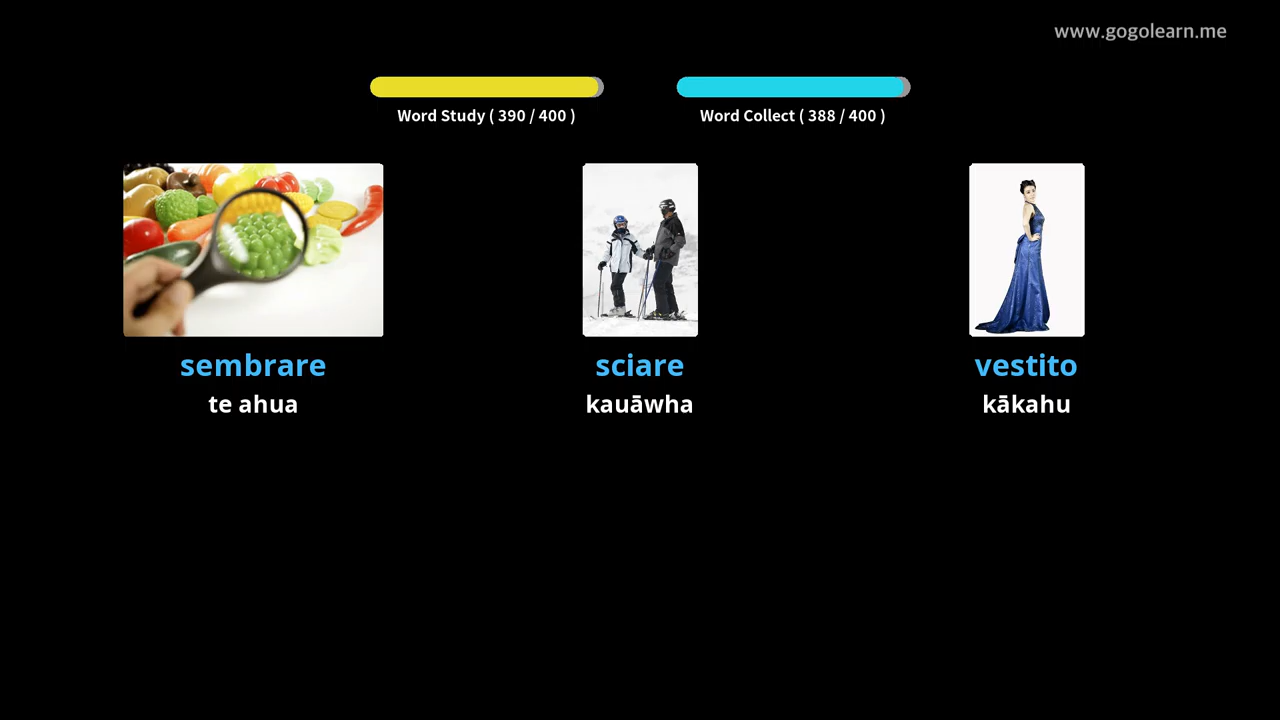 www.gogolearn.me
Word Study ( 390 / 400 )
Word Collect ( 388 / 400 )
sembrare
sciare
vestito
te ahua
kauāwha
kākahu